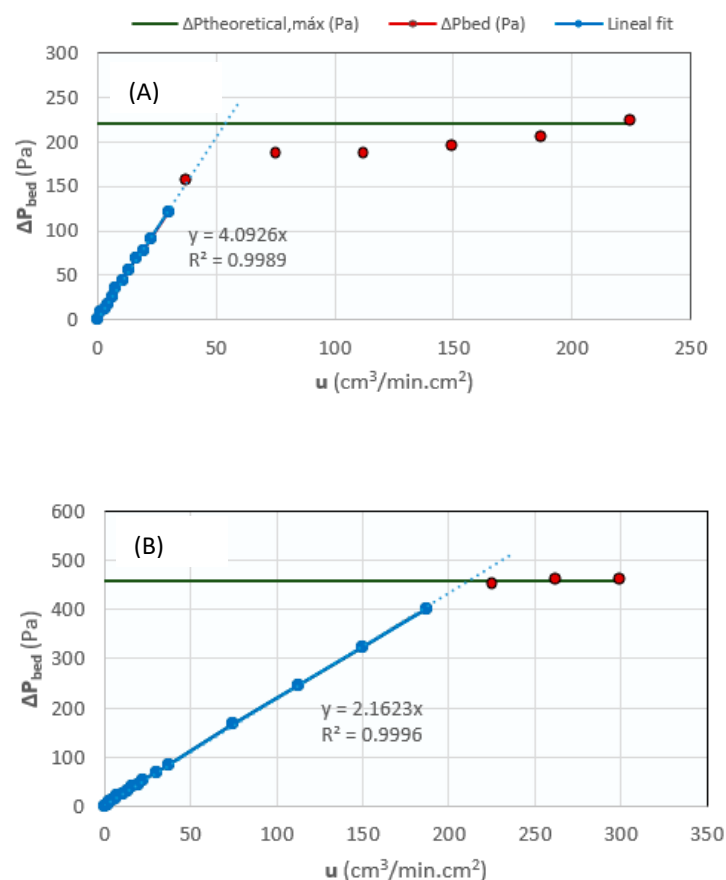 ΔPtheoretical,máx (Pa) ΔPbed (Pa) Lineal fit
300
250
200
150
100
50
0
(A)
y = 4.0926x
R² = 0.9989
ΔP_bed (Pa)
0 50 100 150 200 250
u (cm³/min.cm²)
600
500
400
300
200
100
0
(B)
y = 2.1623x
R² = 0.9996
ΔP_bed (Pa)
0 50 100 150 200 250 300 350
u (cm³/min.cm²)